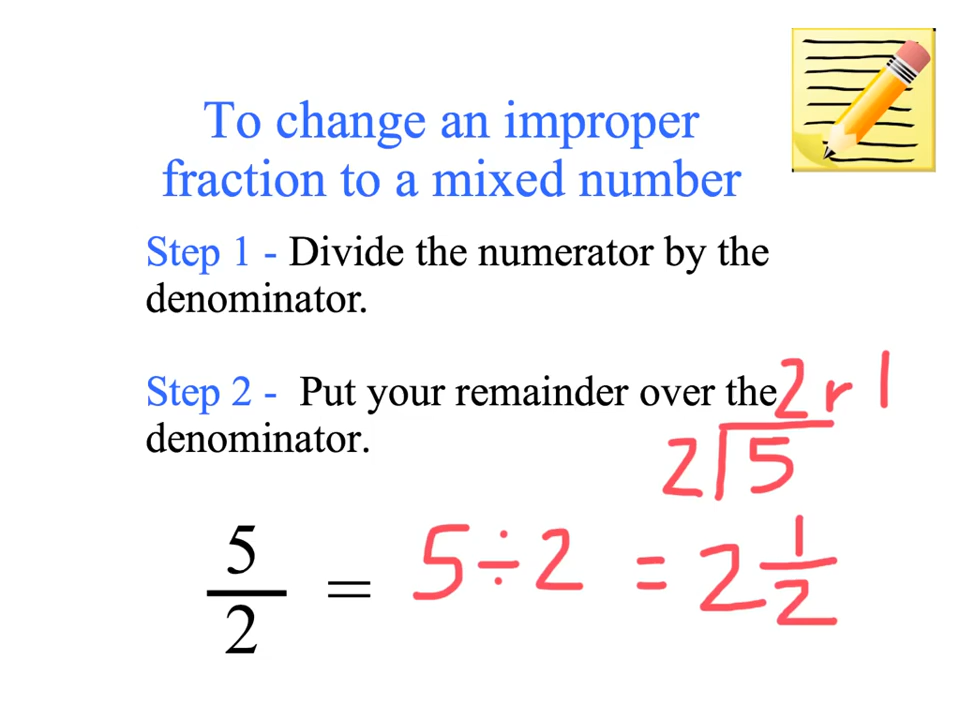 To change an improper
fraction to a mixed number
Step 1 - Divide the numerator by the
denominator.
Step 2 - Put your remainder over the
denominator.
2 r 1
2 5
5/2 = 5 ÷ 2 = 2 1/2